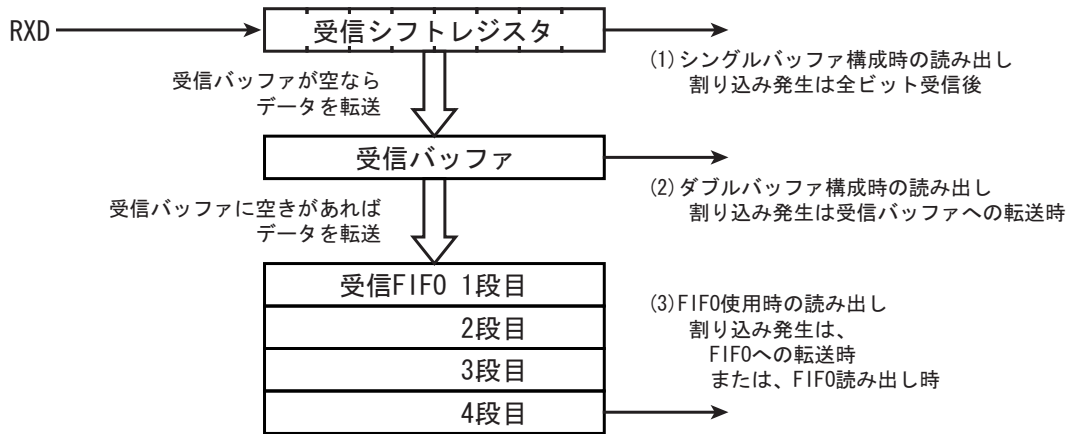 RXD
受信シフトレジスタ
(1)シングルバッファ構成時の読み出し
割り込み発生は全ビット受信後
受信バッファが空なら
データを転送
受信バッファ
(2)ダブルバッファ構成時の読み出し
割り込み発生は受信バッファへの転送時
受信バッファに空きがあれば
データを転送
受信FIFO 1段目
2段目
3段目
4段目
(3)FIFO使用時の読み出し
割り込み発生は、
FIFOへの転送時
または、FIFO読み出し時